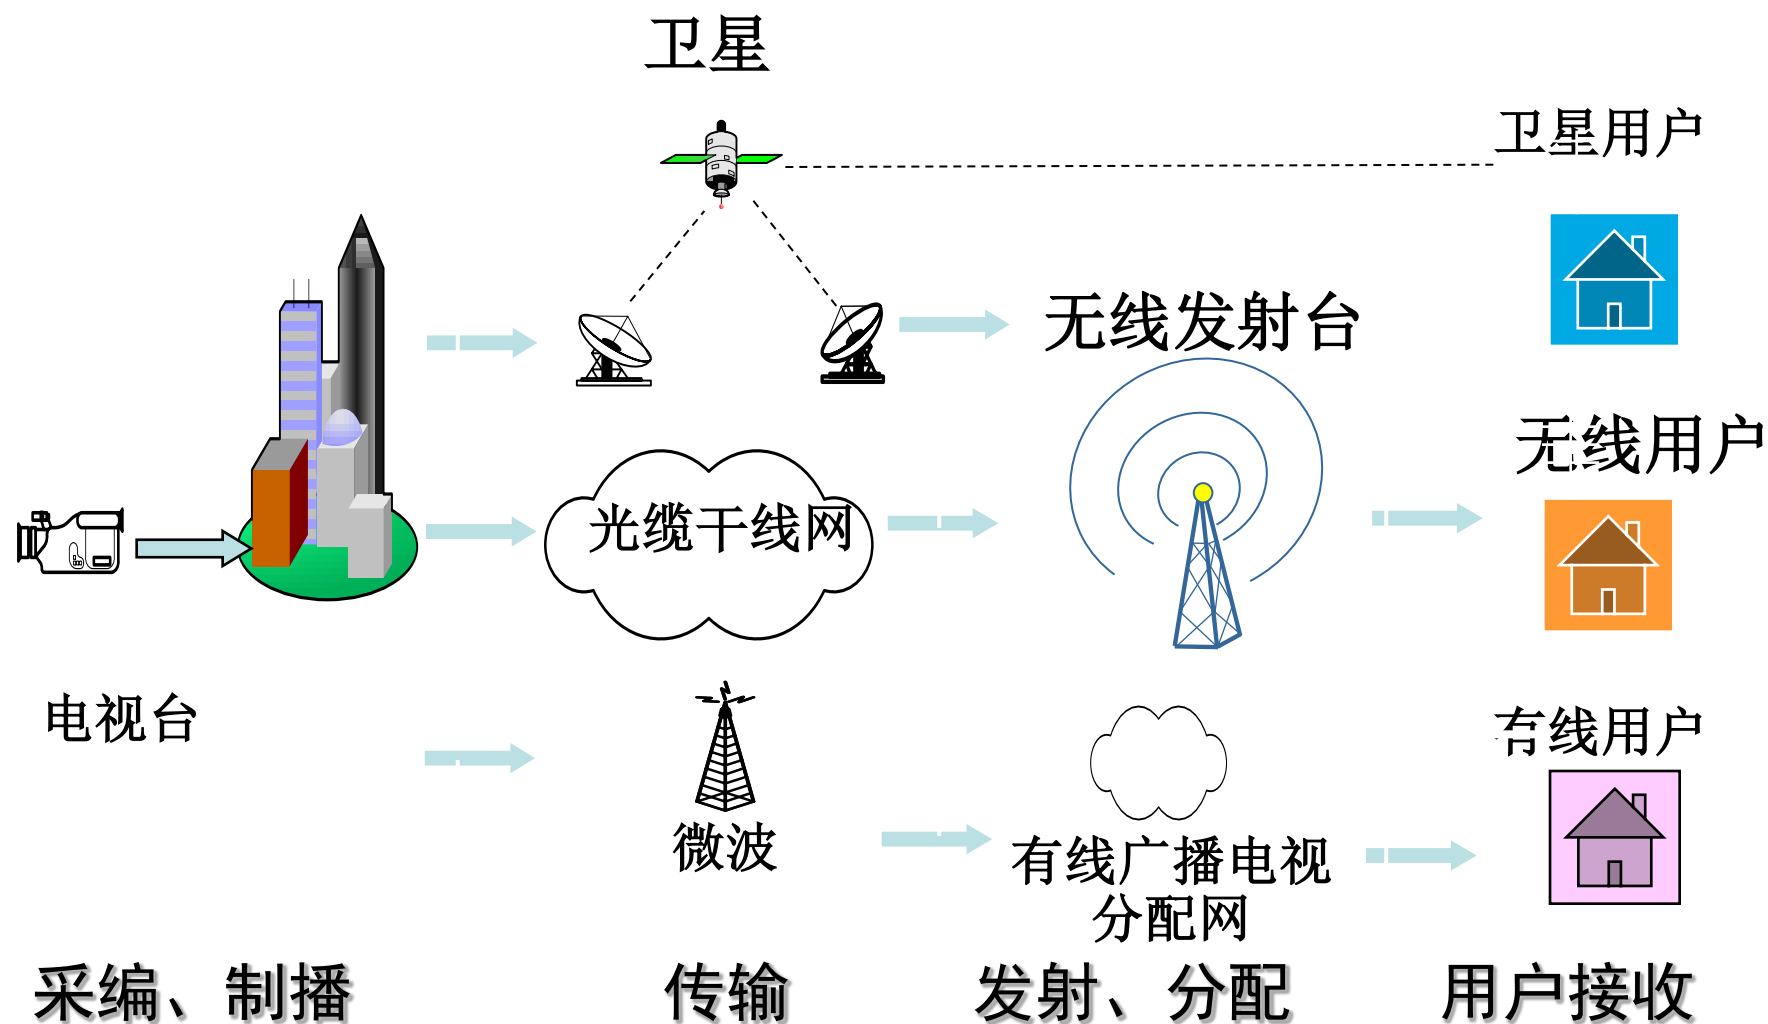 卫星
卫星用户
无线发射台
无线用户
光缆干线网
电视台
有线用户
微波
有线广播电视
分配网
采编、制播
传输
发射、分配
用户接收